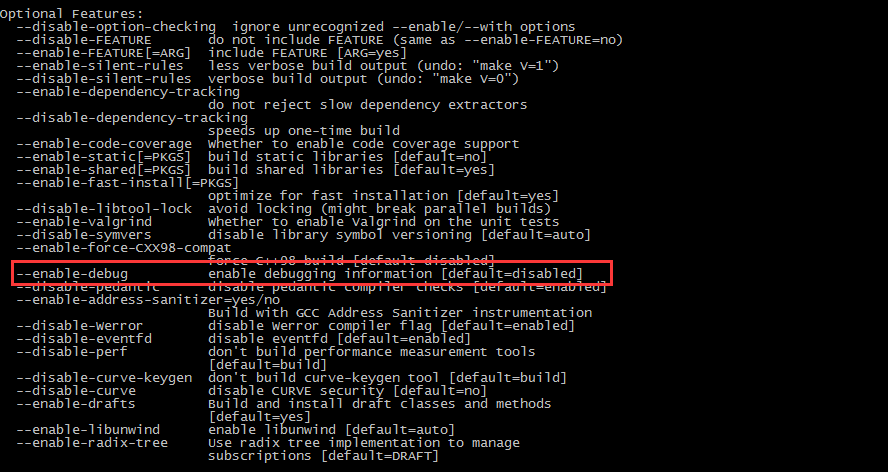 Optional Features:
  --disable-option-checking  ignore unrecognized --enable/--with options
  --disable-FEATURE       do not include FEATURE (same as --enable-FEATURE=no)
  --enable-FEATURE[=ARG]  include FEATURE [ARG=yes]
  --enable-silent-rules   less verbose build output (undo: "make V=1")
  --disable-silent-rules  verbose build output (undo: "make V=0")
  --enable-dependency-tracking
                          do not reject slow dependency extractors
  --disable-dependency-tracking
                          speeds up one-time build
  --enable-code-coverage  Whether to enable code coverage support
  --enable-static[=PKGS]  build static libraries [default=no]
  --enable-shared[=PKGS]  build shared libraries [default=yes]
  --enable-fast-install[=PKGS]
                          optimize for fast installation [default=yes]
  --disable-libtool-lock  avoid locking (might break parallel builds)
  --enable-valgrind       Whether to enable Valgrind on the unit tests
  --disable-symvers       disable library symbol versioning [default=auto]
  --enable-force-CXX98-compat
                          force C++98 build [default=disabled]
  --enable-debug          enable debugging information [default=disabled]
  --disable-pedantic      disable pedantic compiler checks [default=enabled]
  --enable-address-sanitizer=yes/no
                          Build with GCC Address Sanitizer instrumentation
  --disable-Werror        disable Werror compiler flag [default=enabled]
  --disable-eventfd       disable eventfd [default=enabled]
  --disable-perf          don't build performance measurement tools
                          [default=build]
  --disable-curve-keygen  don't build curve-keygen tool [default=build]
  --disable-curve         disable CURVE security [default=no]
  --enable-drafts         Build and install draft classes and methods
                          [default=yes]
  --enable-libunwind      enable libunwind [default=auto]
  --enable-radix-tree     Use radix tree implementation to manage
                          subscriptions [default=DRAFT]